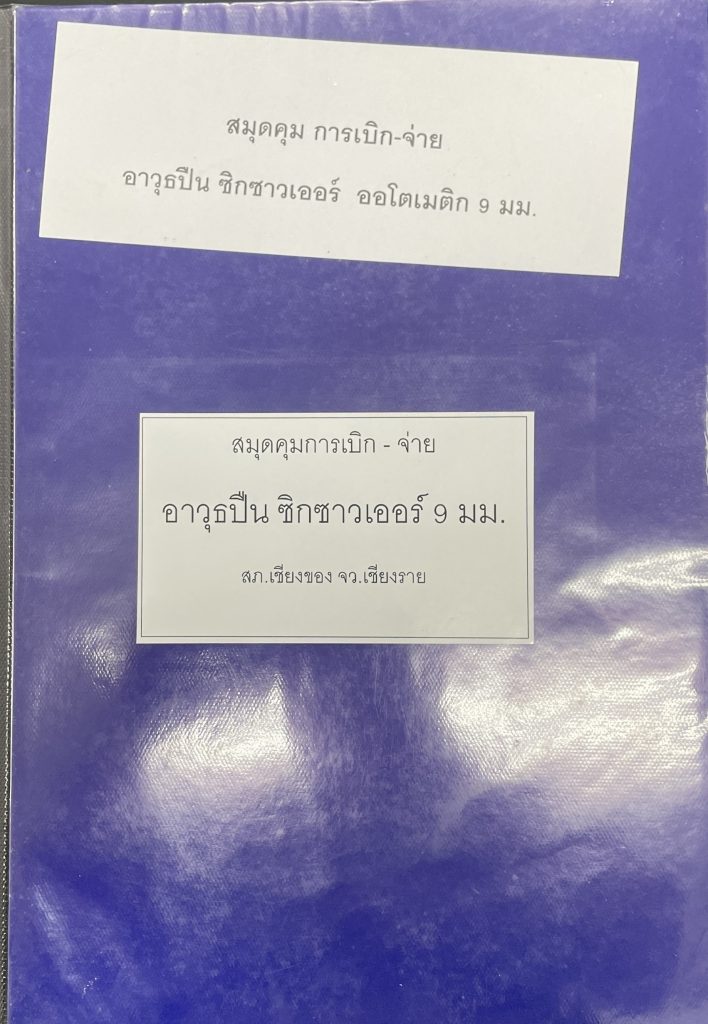 สมุดคุม การเบิก-จ่าย
อาวุธปืน ซิกซาวเออร์ ออโตเมติก 9 มม.
สมุดคุมการเบิก - จ่าย
อาวุธปืน ซิกซาวเออร์ 9 มม.
สภ.เชียงของ จว.เชียงราย